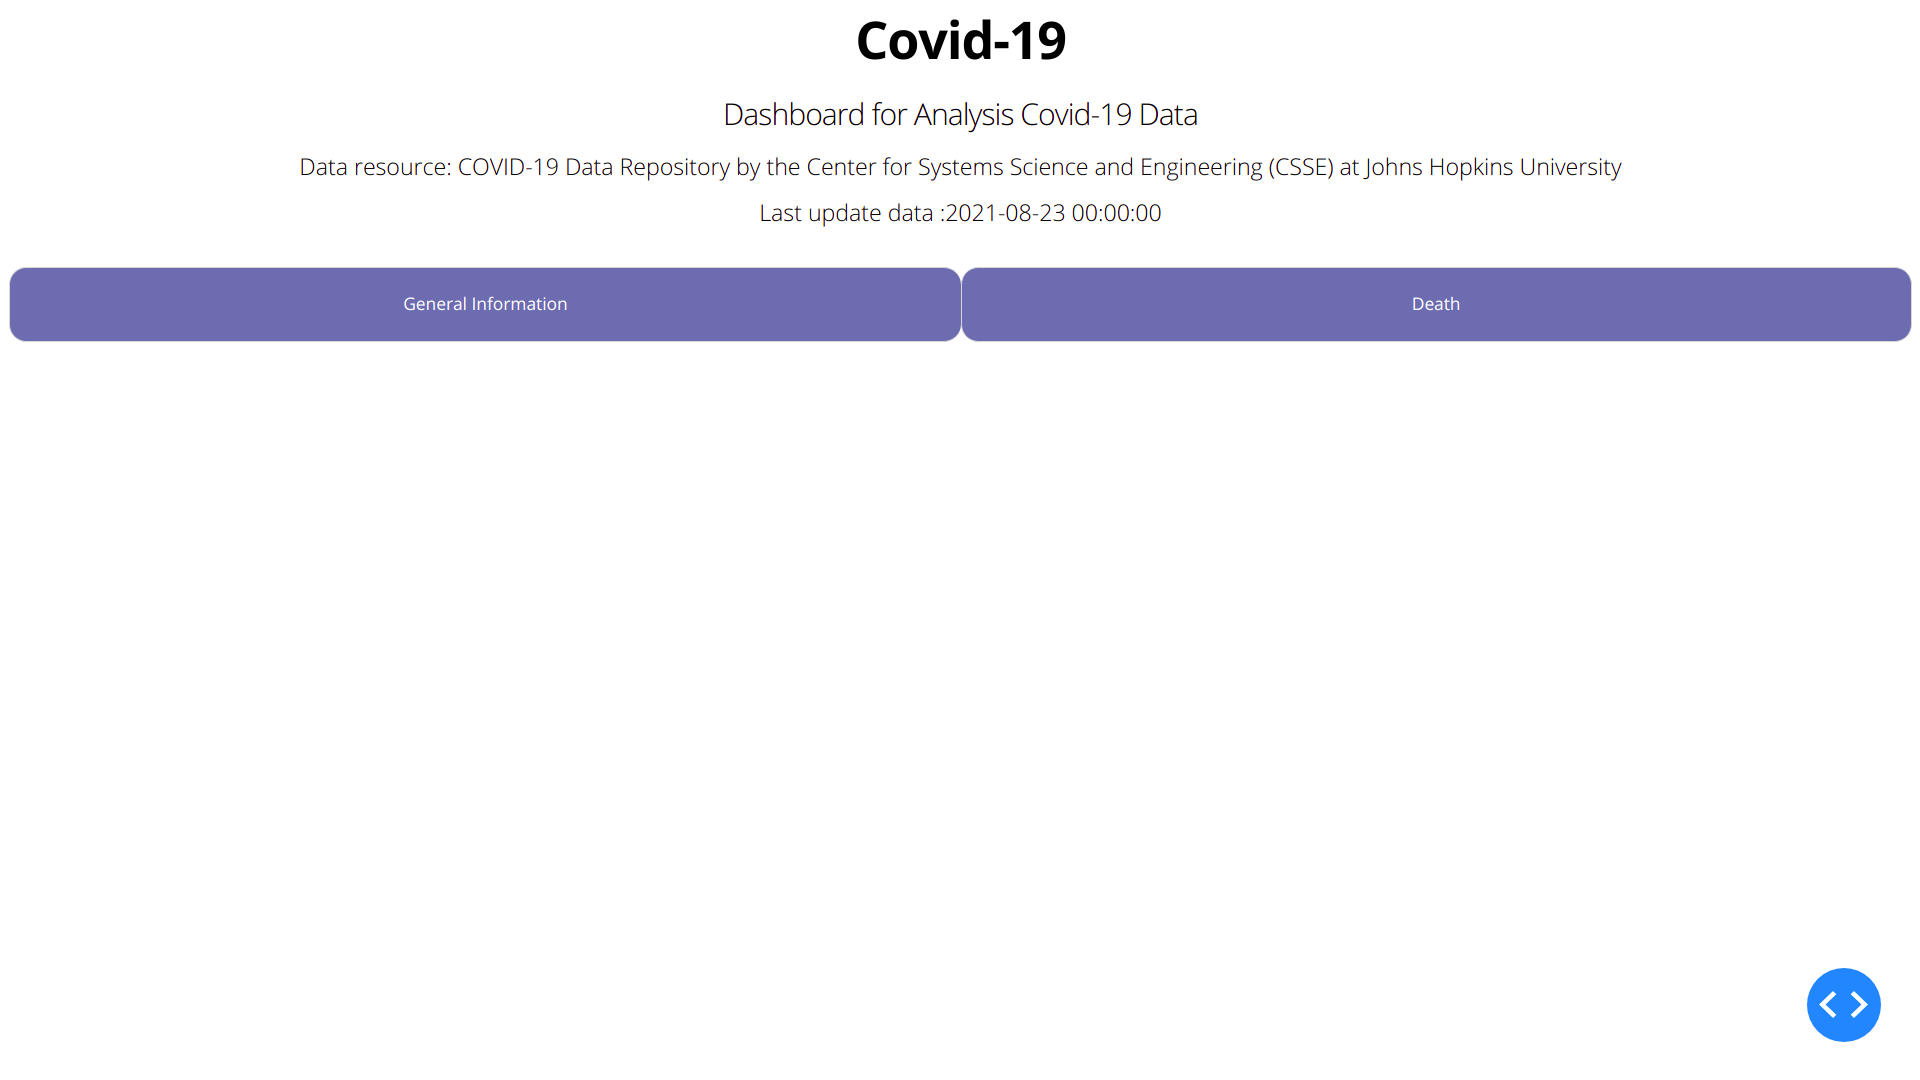 Covid-19
Dashboard for Analysis Covid-19 Data
Data resource: COVID-19 Data Repository by the Center for Systems Science and Engineering (CSSE) at Johns Hopkins University
Last update data :2021-08-23 00:00:00
General Information
Death